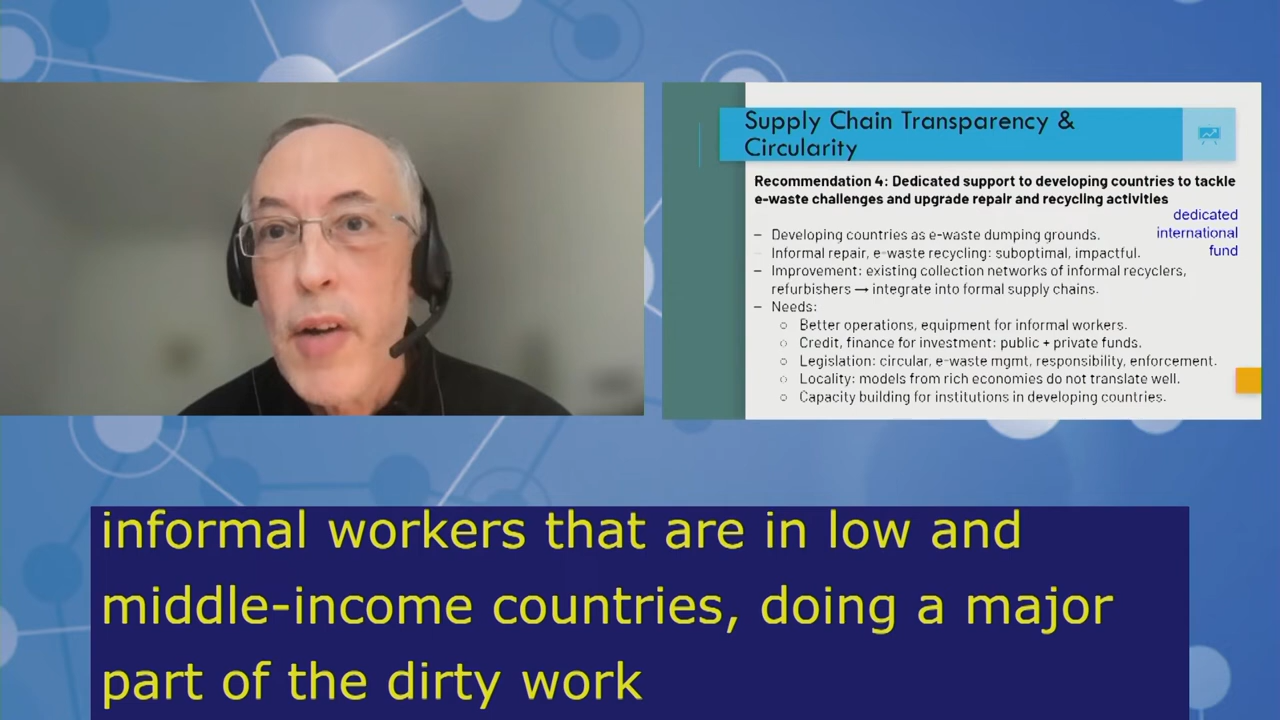 Supply Chain Transparency &
Circularity
Recommendation 4: Dedicated support to developing countries to tackle
e-waste challenges and upgrade repair and recycling activities
dedicated
international
fund
– Developing countries as e-waste dumping grounds.
– Informal repair, e-waste recycling: suboptimal, impactful.
– Improvement: existing collection networks of informal recyclers,
refurbishers → integrate into formal supply chains.
– Needs:
○ Better operations, equipment for informal workers.
○ Credit, finance for investment: public + private funds.
○ Legislation: circular, e-waste mgmt, responsibility, enforcement.
○ Locality: models from rich economies do not translate well.
○ Capacity building for institutions in developing countries.
informal workers that are in low and
middle-income countries, doing a major
part of the dirty work